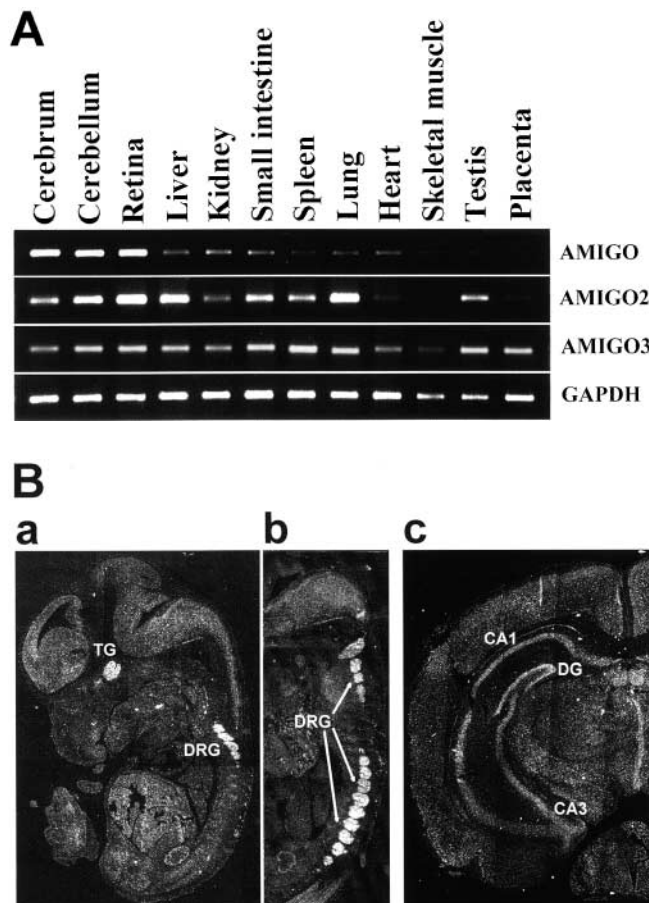 A
Cerebrum
Cerebellum
Retina
Liver
Kidney
Small intestine
Spleen
Lung
Heart
Skeletal muscle
Testis
Placenta
AMIGO
AMIGO2
AMIGO3
GAPDH
B
a
b
c
TG
DRG
DRG
CA1
DG
CA3